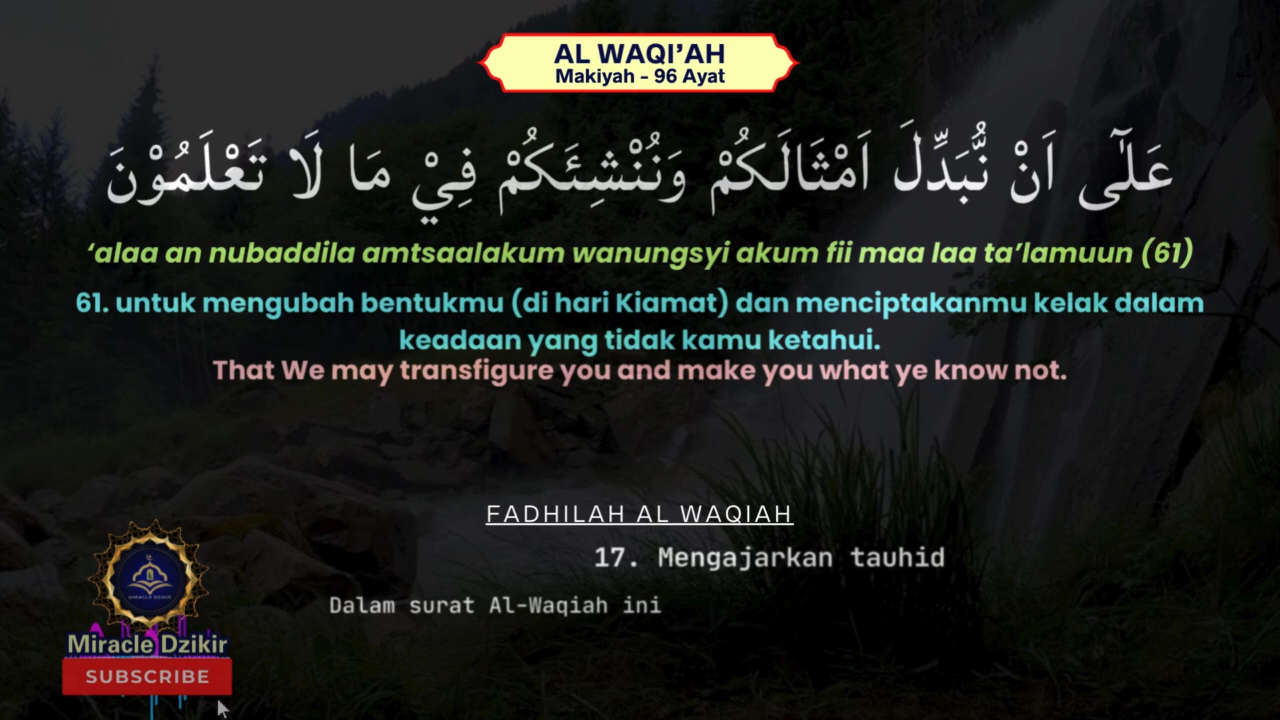 AL WAQI’AH
Makiyah - 96 Ayat
عَلٰٓى اَنْ نُّبَدِّلَ اَمْثَالَكُمْ وَنُنْشِئَكُمْ فِيْ مَا لَا تَعْلَمُوْنَ
‘alaa an nubaddila amtsaalakum wanungsyi akum fii maa laa ta’lamuun (61)
61. untuk mengubah bentukmu (di hari Kiamat) dan menciptakanmu kelak dalam
keadaan yang tidak kamu ketahui.
That We may transfigure you and make you what ye know not.
FADHILAH AL WAQIAH
17. Mengajarkan tauhid
Dalam surat Al-Waqiah ini
MIRACLE DZIKIR
Miracle Dzikir
SUBSCRIBE